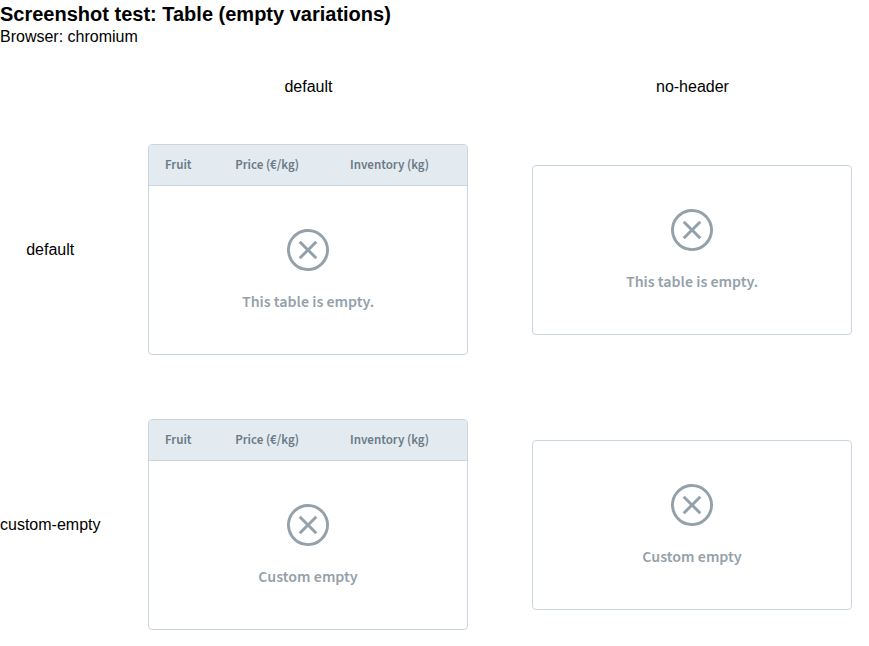 Screenshot test: Table (empty variations)
Browser: chromium
default no-header
default
Fruit Price (€/kg) Inventory (kg)
This table is empty.
This table is empty.
custom-empty
Fruit Price (€/kg) Inventory (kg)
Custom empty
Custom empty